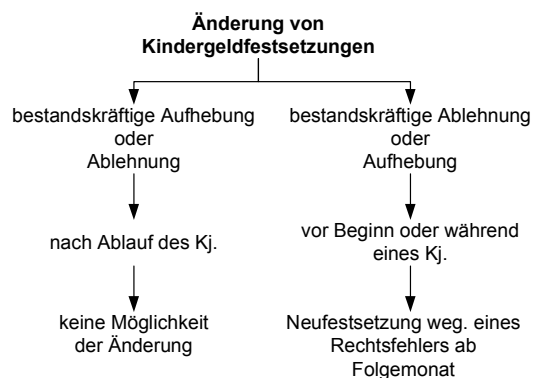 Änderung von
Kindergeldfestsetzungen
bestandskräftige Aufhebung
oder
Ablehnung
nach Ablauf des Kj.
keine Möglichkeit
der Änderung
bestandskräftige Ablehnung
oder
Aufhebung
vor Beginn oder während
eines Kj.
Neufestsetzung weg. eines
Rechtsfehlers ab
Folgemonat